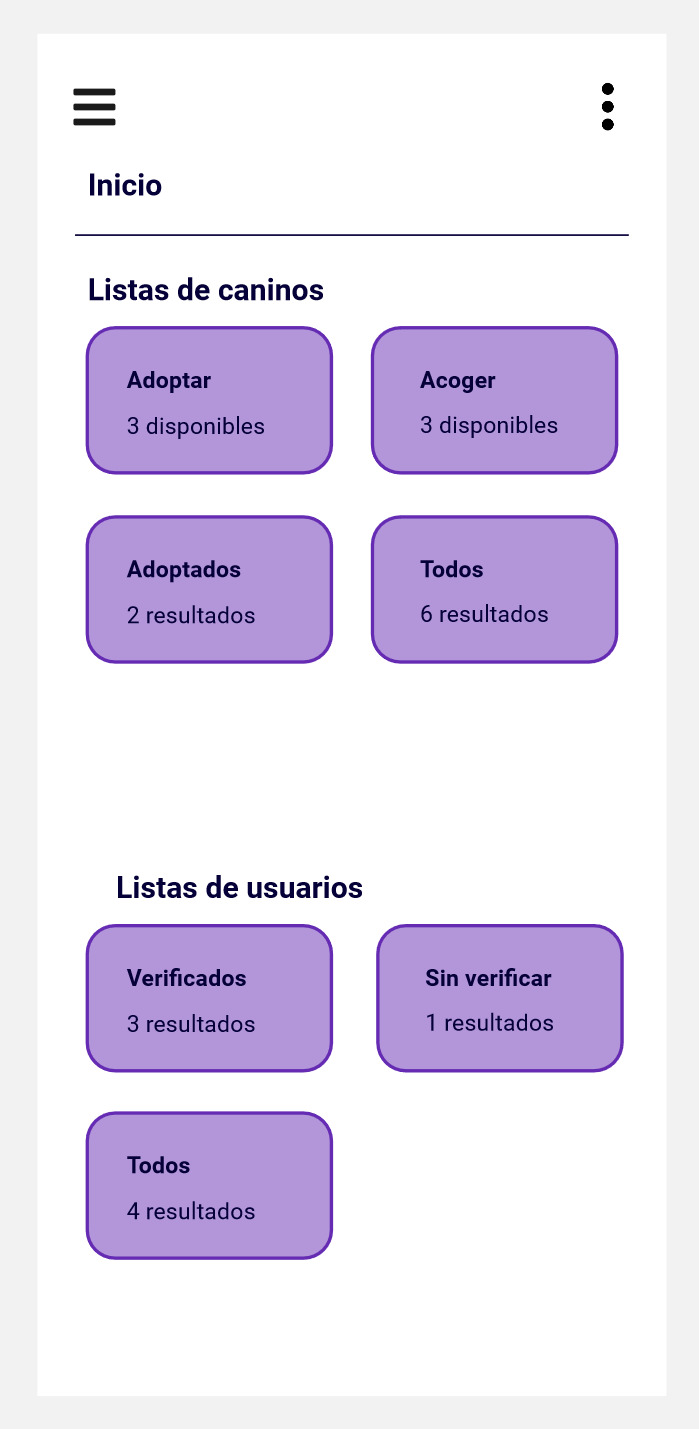 Inicio
Listas de caninos
Adoptar
3 disponibles
Acoger
3 disponibles
Adoptados
2 resultados
Todos
6 resultados
Listas de usuarios
Verificados
3 resultados
Sin verificar
1 resultados
Todos
4 resultados